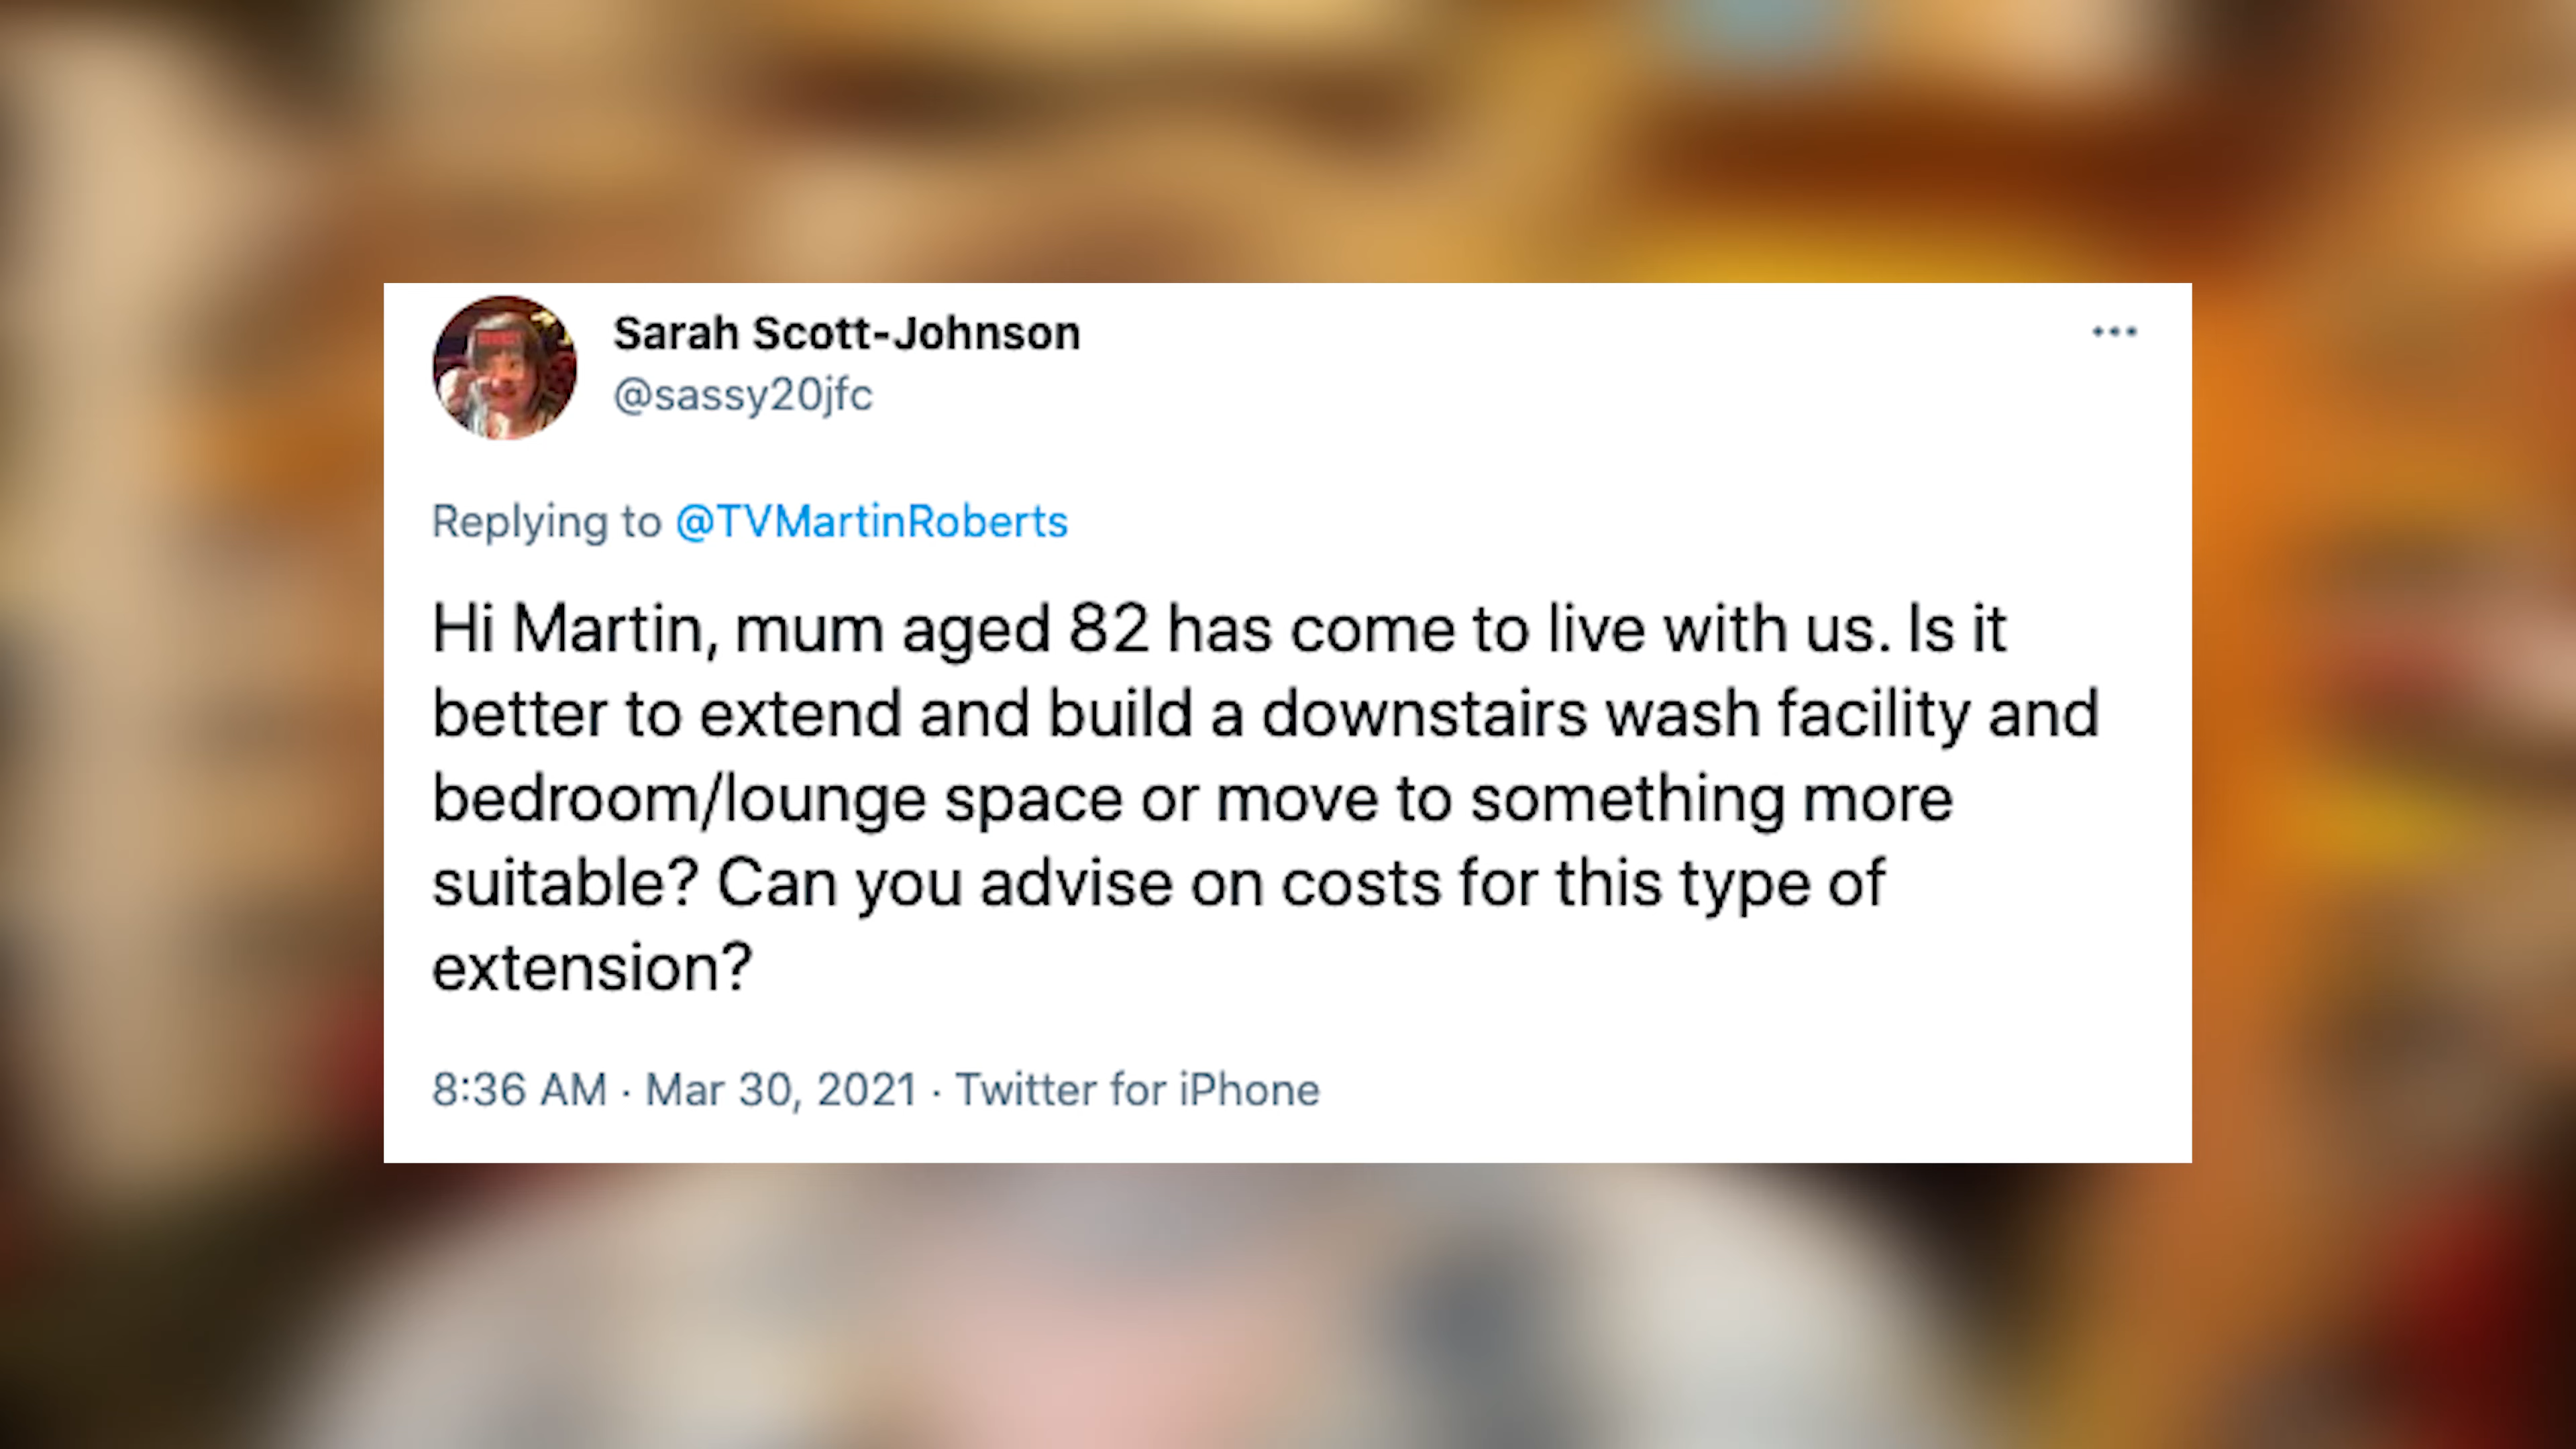 Sarah Scott-Johnson
@sassy20jfc
Replying to @TVMartinRoberts
Hi Martin, mum aged 82 has come to live with us. Is it
better to extend and build a downstairs wash facility and
bedroom/lounge space or move to something more
suitable? Can you advise on costs for this type of
extension?
8:36 AM · Mar 30, 2021 · Twitter for iPhone